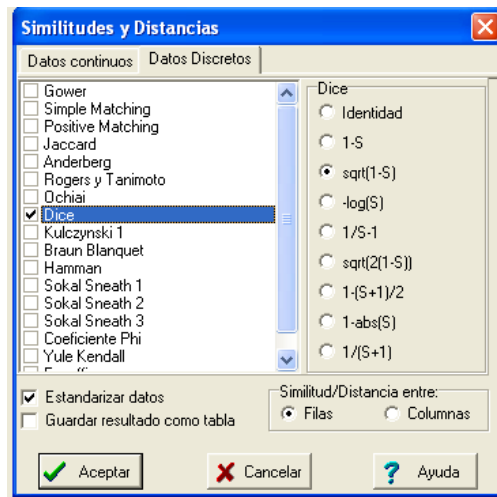 Similitudes y Distancias
Datos continuos Datos Discretos
Gower
Simple Matching
Positive Matching
Jaccard
Anderberg
Rogers y Tanimoto
Ochiai
Dice
Kulczynski 1
Braun Blanquet
Hamman
Sokal Sneath 1
Sokal Sneath 2
Sokal Sneath 3
Coeficiente Phi
Yule Kendall
Dice
Identidad
1-S
sqrt(1-S)
-log(S)
1/S-1
sqrt(2(1-S))
1-(S+1)/2
1-abs(S)
1/(S+1)
Estandarizar datos
Guardar resultado como tabla
Similitud/Distancia entre:
Filas Columnas
Aceptar Cancelar Ayuda